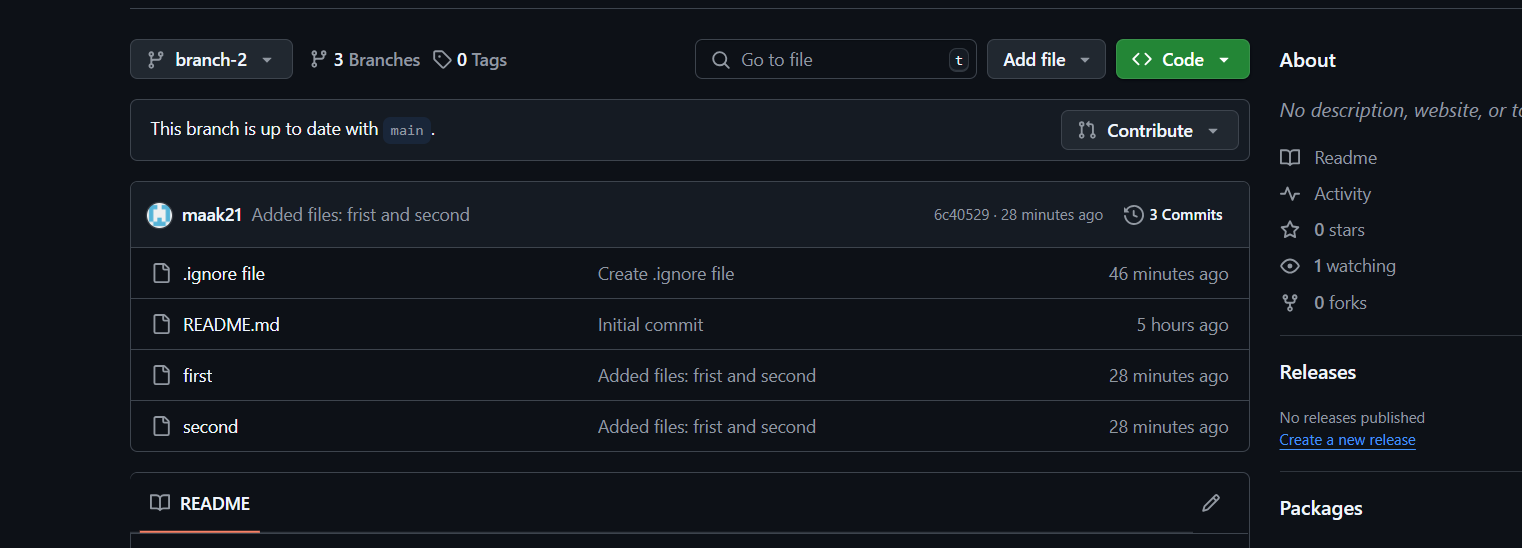 branch-2 3 Branches 0 Tags Go to file t Add file Code
This branch is up to date with main .
Contribute
maak21 Added files: frist and second 6c40529 · 28 minutes ago 3 Commits
.ignore file Create .ignore file 46 minutes ago
README.md Initial commit 5 hours ago
first Added files: frist and second 28 minutes ago
second Added files: frist and second 28 minutes ago
README
About
No description, website, or to
Readme
Activity
0 stars
1 watching
0 forks
Releases
No releases published
Create a new release
Packages